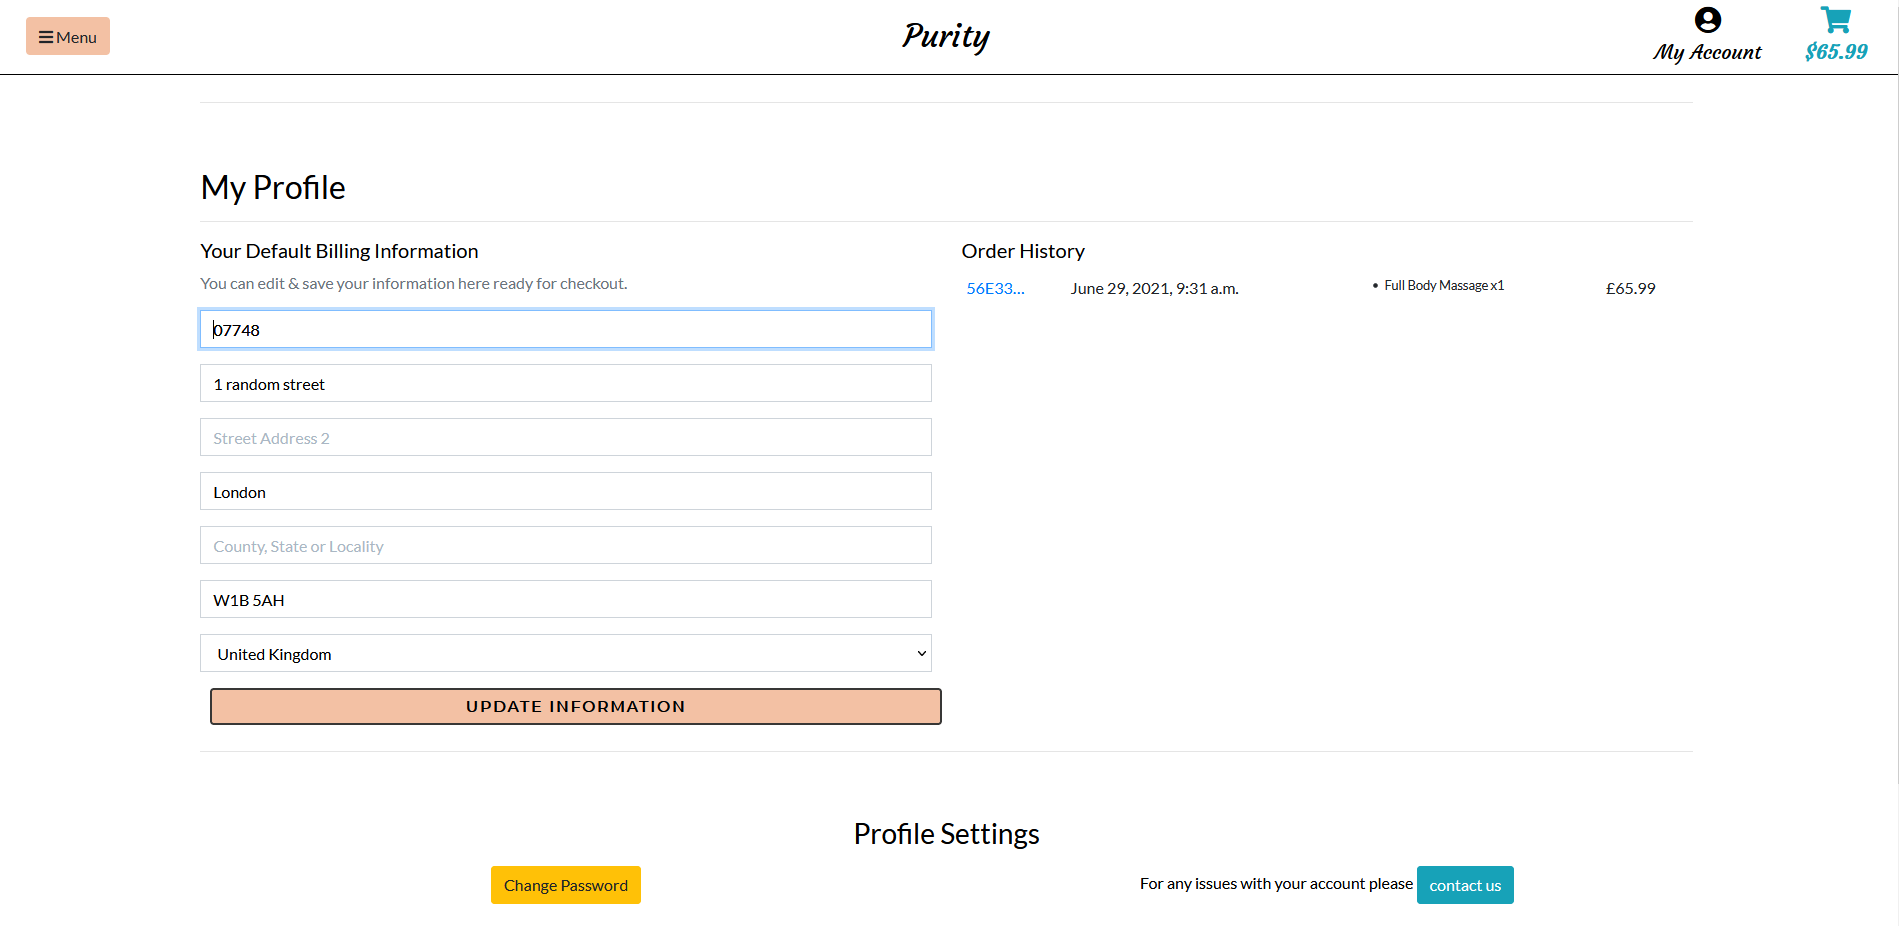 Menu
Purity
My Account
$65.99
My Profile
Your Default Billing Information
You can edit & save your information here ready for checkout.
07748
1 random street
Street Address 2
London
County, State or Locality
W1B 5AH
United Kingdom
UPDATE INFORMATION
Order History
56E33... June 29, 2021, 9:31 a.m. • Full Body Massage x1 £65.99
Profile Settings
Change Password
For any issues with your account please contact us